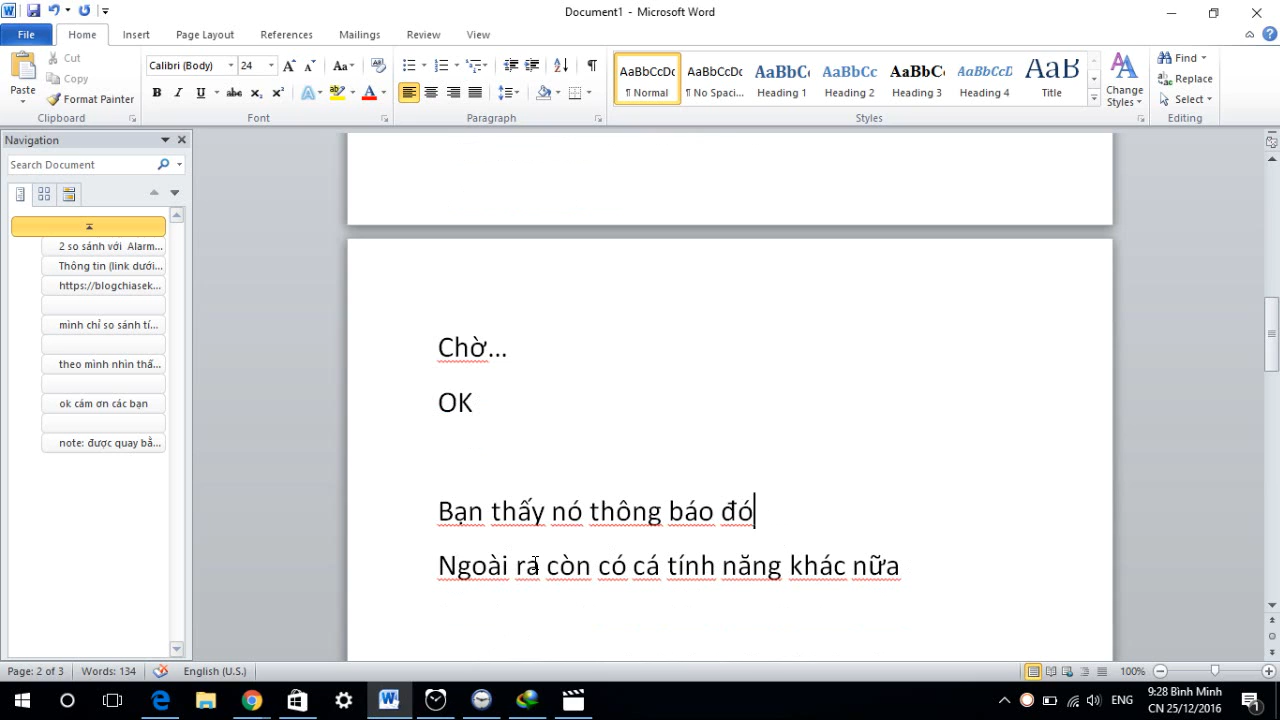 Document1 - Microsoft Word
File Home Insert Page Layout References Mailings Review View
Paste
Cut
Copy
Format Painter
Clipboard
Calibri (Body) 24
Font
Paragraph
AaBbCcDc AaBbCcDc AaBbCc AaBbCc AaBbCc AaBbCcDc AaB
¶ Normal ¶ No Spaci... Heading 1 Heading 2 Heading 3 Heading 4 Title
Change Styles
Styles
Find
Replace
Select
Editing
Navigation
Search Document
2 so sánh với Alarm...
Thông tin (link dưới...
https://blogchiasek...
mình chỉ so sánh tí...
theo mình nhìn thấ...
ok cám ơn các bạn
note: được quay bằ...
Chờ...
OK
Bạn thấy nó thông báo đó
Ngoài ra còn có cá tính năng khác nữa
Page: 2 of 3 Words: 134 English (U.S.) 100%
ENG 9:28 Bình Minh
CN 25/12/2016